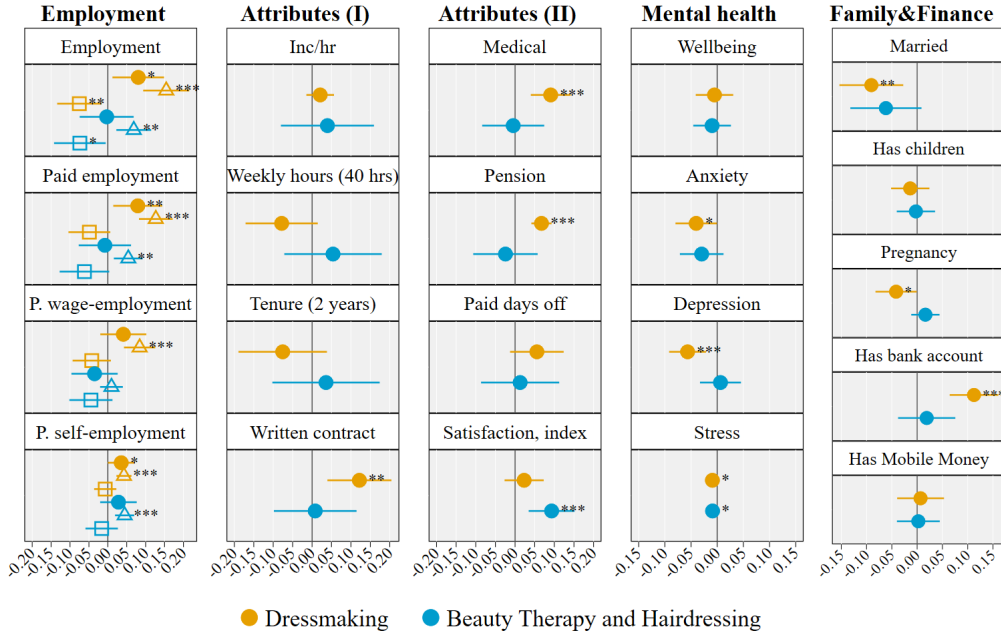 Employment
Employment
*
***
**
**
*
Paid employment
**
***
**
P. wage-employment
***
P. self-employment
*
***
***
-0.20
-0.15
-0.10
-0.05
0.00
0.05
0.10
0.15
0.20
Attributes (I)
Inc/hr
Weekly hours (40 hrs)
Tenure (2 years)
Written contract
**
-0.20
-0.15
-0.10
-0.05
0.00
0.05
0.10
0.15
0.20
Attributes (II)
Medical
***
Pension
***
Paid days off
Satisfaction, index
***
-0.20
-0.15
-0.10
-0.05
0.00
0.05
0.10
0.15
0.20
Mental health
Wellbeing
Anxiety
*
Depression
***
Stress
*
*
-0.15
-0.10
-0.05
0.00
0.05
0.10
0.15
Family&Finance
Married
**
Has children
Pregnancy
*
Has bank account
***
Has Mobile Money
-0.15
-0.10
-0.05
0.00
0.05
0.10
0.15
Dressmaking
Beauty Therapy and Hairdressing